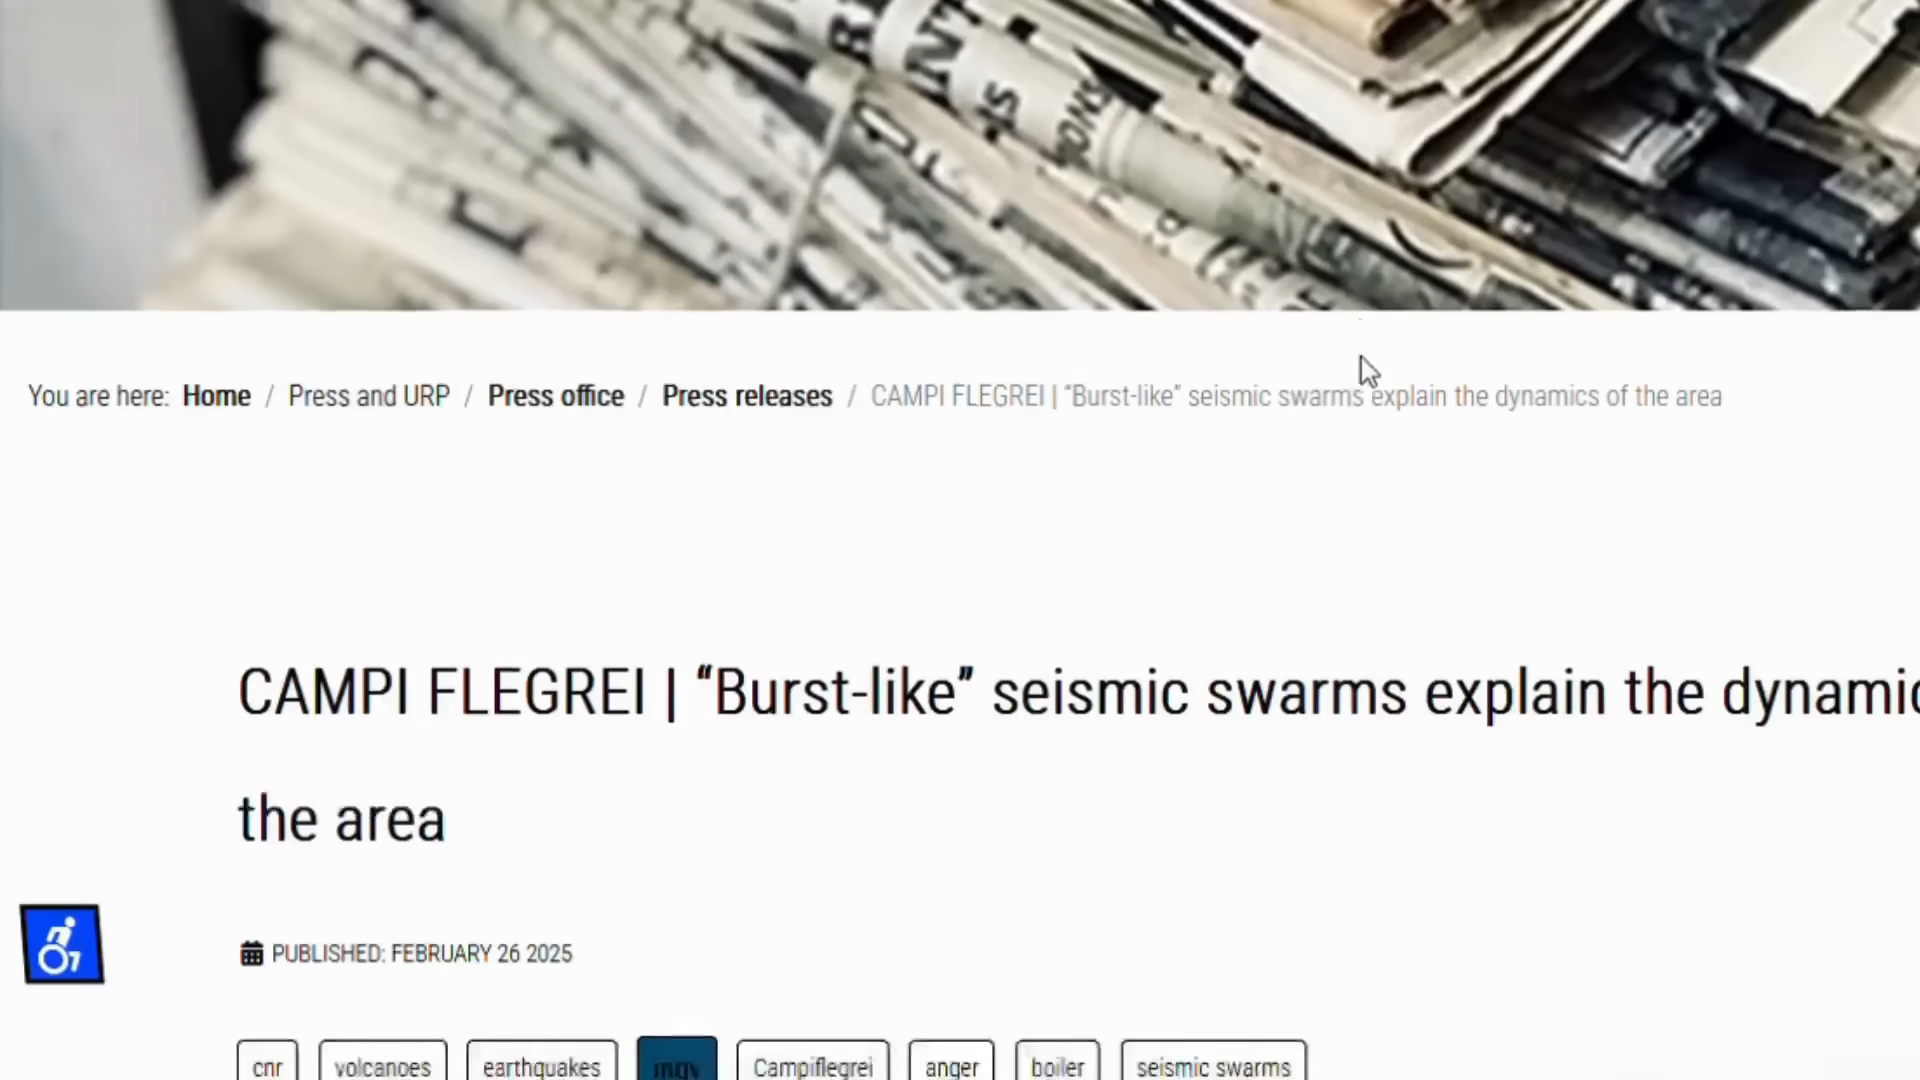 You are here: Home / Press and URP / Press office / Press releases / CAMPI FLEGREI | “Burst-like” seismic swarms explain the dynamics of the area
CAMPI FLEGREI | “Burst-like” seismic swarms explain the dynamic
the area
PUBLISHED: FEBRUARY 26 2025
cnr volcanoes earthquakes ingv Campiflegrei anger boiler seismic swarms